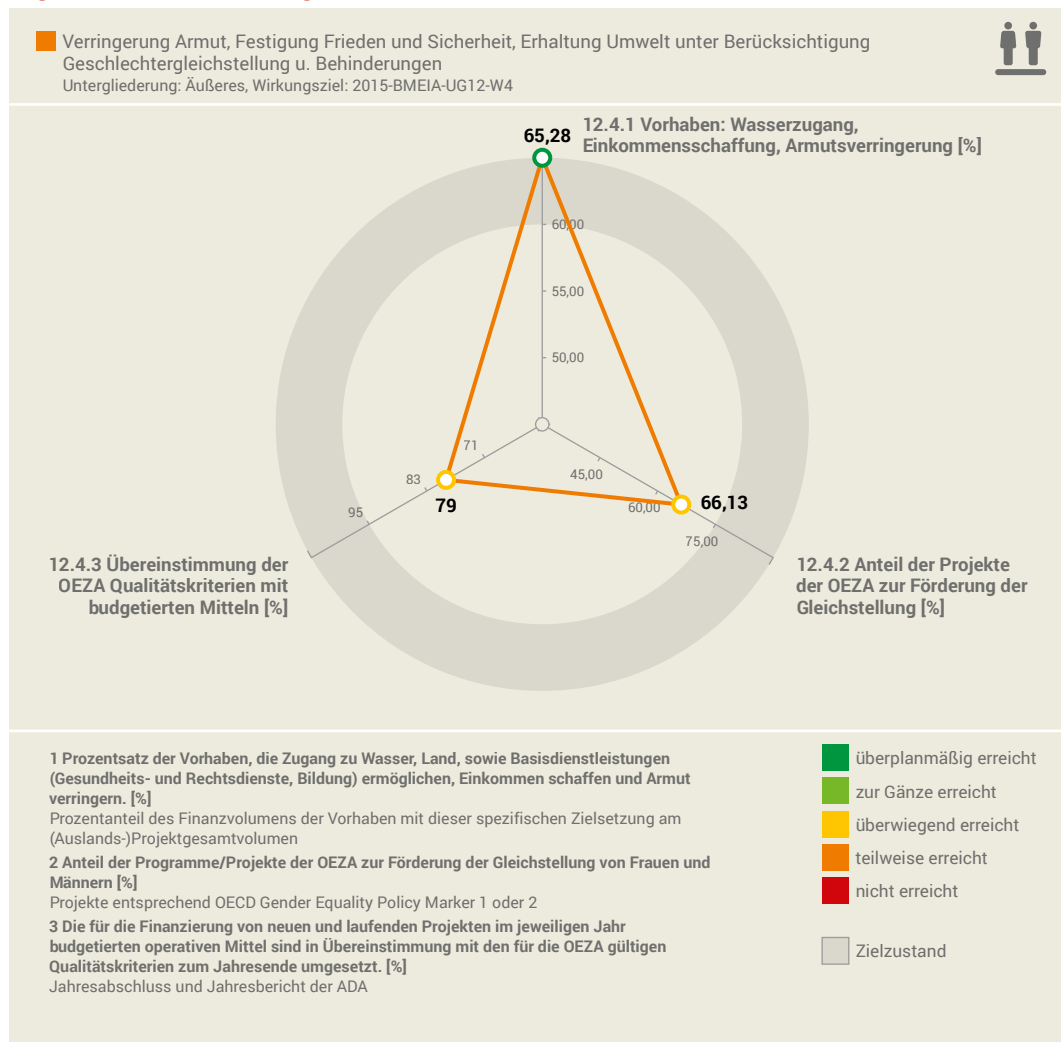 Verringerung Armut, Festigung Frieden und Sicherheit, Erhaltung Umwelt unter Berücksichtigung
Geschlechtergleichstellung u. Behinderungen
Untergliederung: Äußeres, Wirkungsziel: 2015-BMEIA-UG12-W4
65,28
12.4.1 Vorhaben: Wasserzugang,
Einkommensschaffung, Armutsverringerung [%]
60,00
55,00
50,00
71
83
79
95
45,00
60,00
66,13
75,00
12.4.3 Übereinstimmung der
OEZA Qualitätskriterien mit
budgetierten Mitteln [%]
12.4.2 Anteil der Projekte
der OEZA zur Förderung der
Gleichstellung [%]
1 Prozentsatz der Vorhaben, die Zugang zu Wasser, Land, sowie Basisdienstleistungen
(Gesundheits- und Rechtsdienste, Bildung) ermöglichen, Einkommen schaffen und Armut
verringern. [%]
Prozentanteil des Finanzvolumens der Vorhaben mit dieser spezifischen Zielsetzung am
(Auslands-)Projektgesamtvolumen
2 Anteil der Programme/Projekte der OEZA zur Förderung der Gleichstellung von Frauen und
Männern [%]
Projekte entsprechend OECD Gender Equality Policy Marker 1 oder 2
3 Die für die Finanzierung von neuen und laufenden Projekten im jeweiligen Jahr
budgetierten operativen Mittel sind in Übereinstimmung mit den für die OEZA gültigen
Qualitätskriterien zum Jahresende umgesetzt. [%]
Jahresabschluss und Jahresbericht der ADA
überplanmäßig erreicht
zur Gänze erreicht
überwiegend erreicht
teilweise erreicht
nicht erreicht
Zielzustand